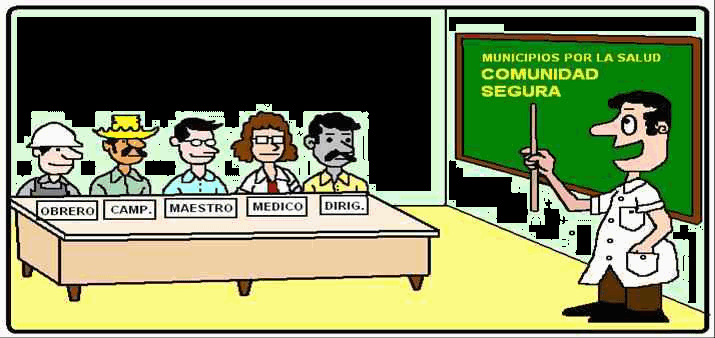 MUNICIPIOS POR LA SALUD
COMUNIDAD
SEGURA
OBRERO
CAMP.
MAESTRO
MEDICO
DIRIG.